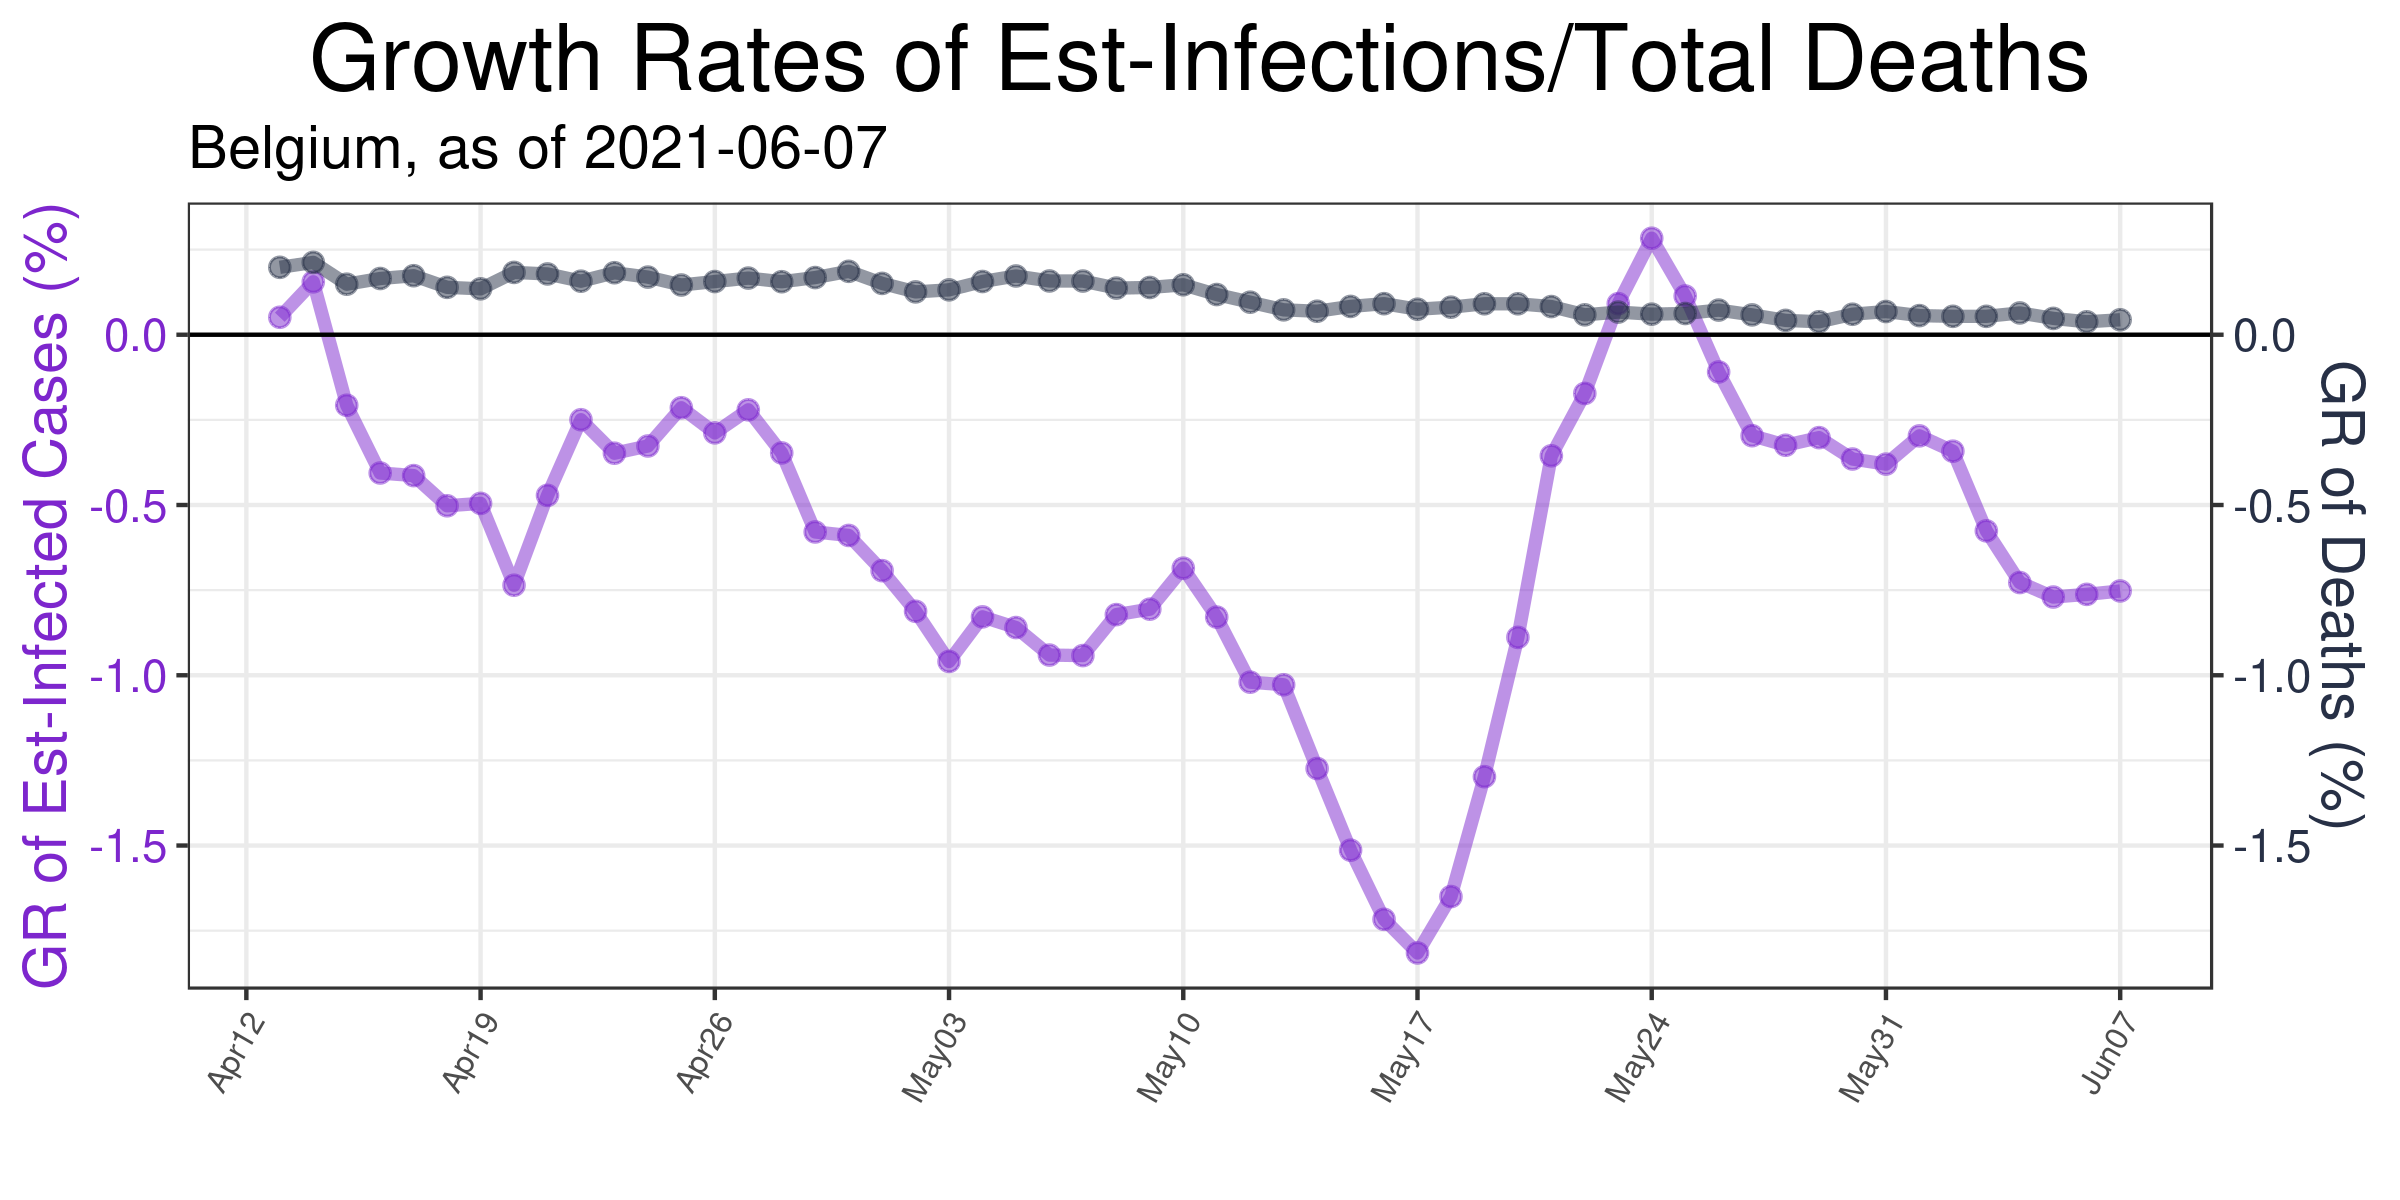 Growth Rates of Est-Infections/Total Deaths
Belgium, as of 2021-06-07
GR of Est-Infected Cases (%)
0.0
-0.5
-1.0
-1.5
0.0
-0.5
-1.0
-1.5
GR of Deaths (%)
Apr12
Apr19
Apr26
May03
May10
May17
May24
May31
Jun07